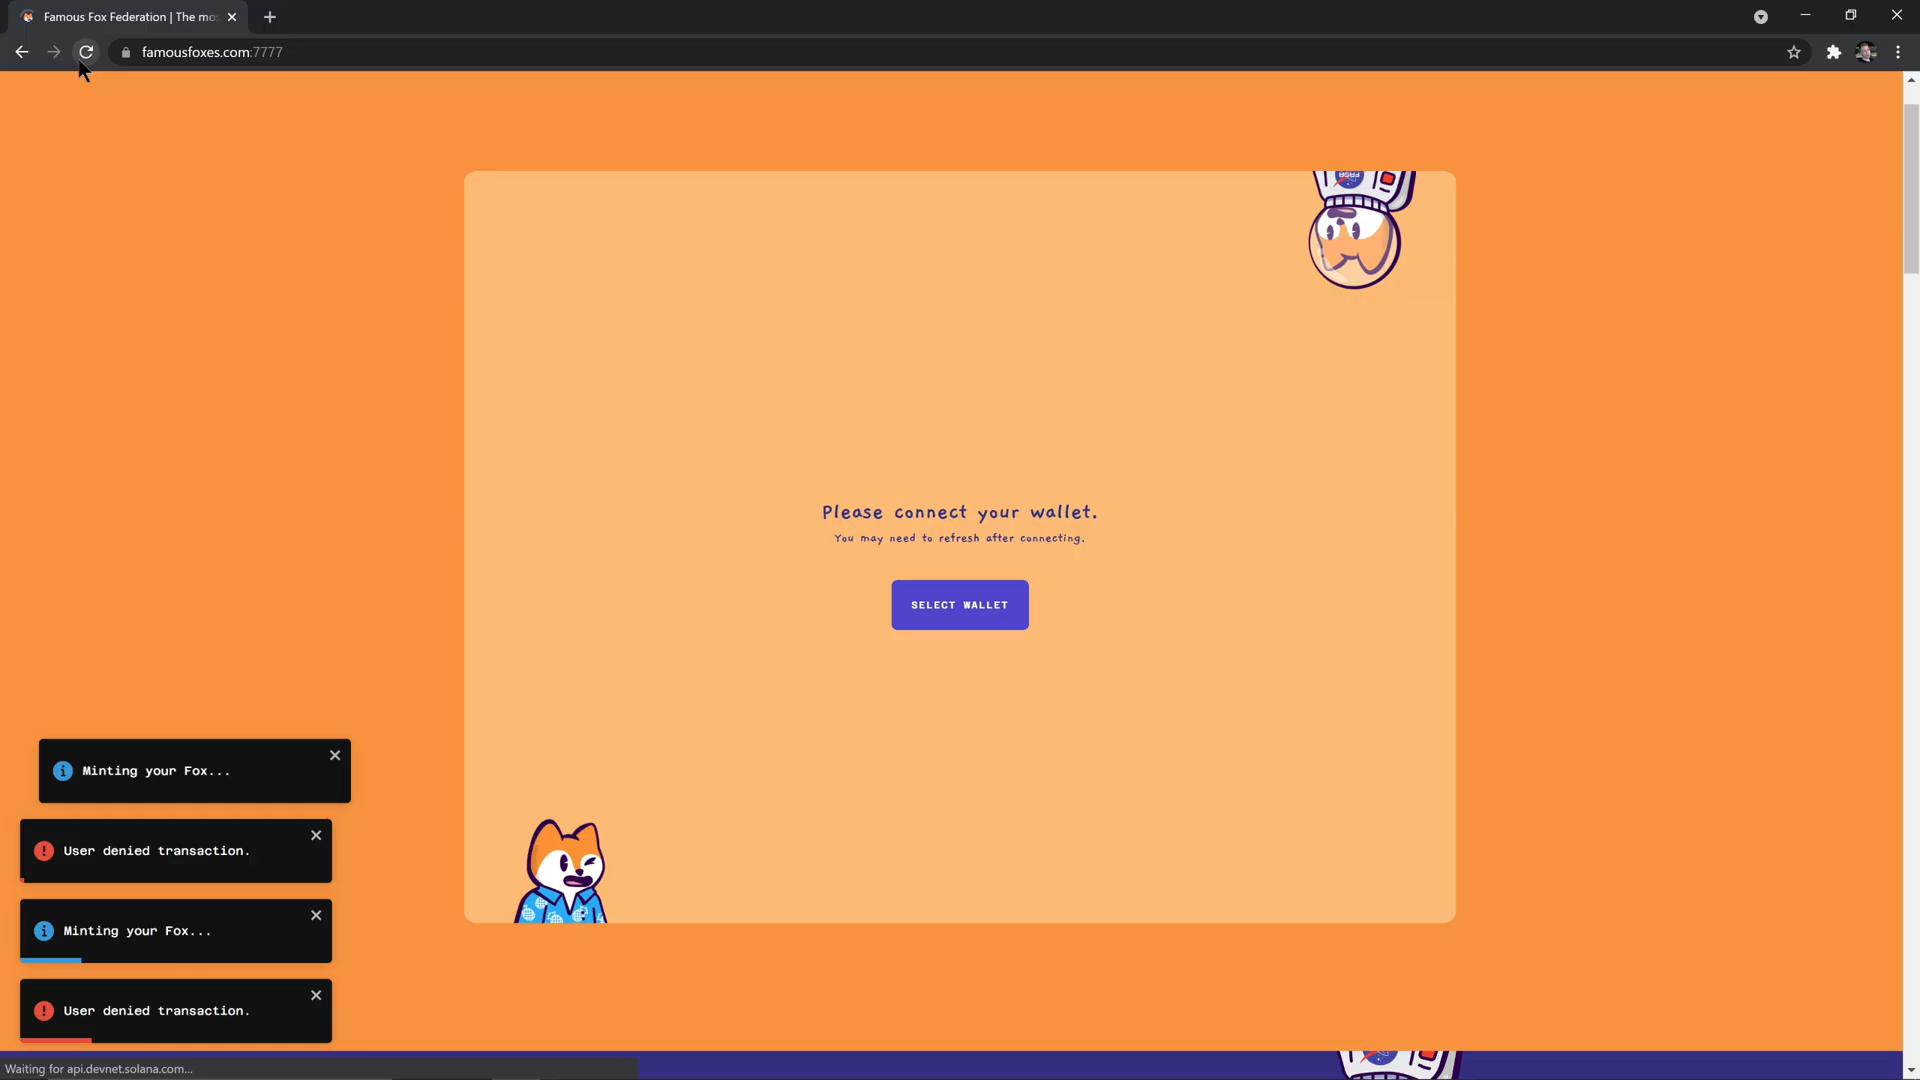 Famous Fox Federation | The mo
famousfoxes.com:7777
Please connect your wallet.
You may need to refresh after connecting.
SELECT WALLET
Minting your Fox...
User denied transaction.
Minting your Fox...
User denied transaction.
Waiting for api.devnet.solana.com...